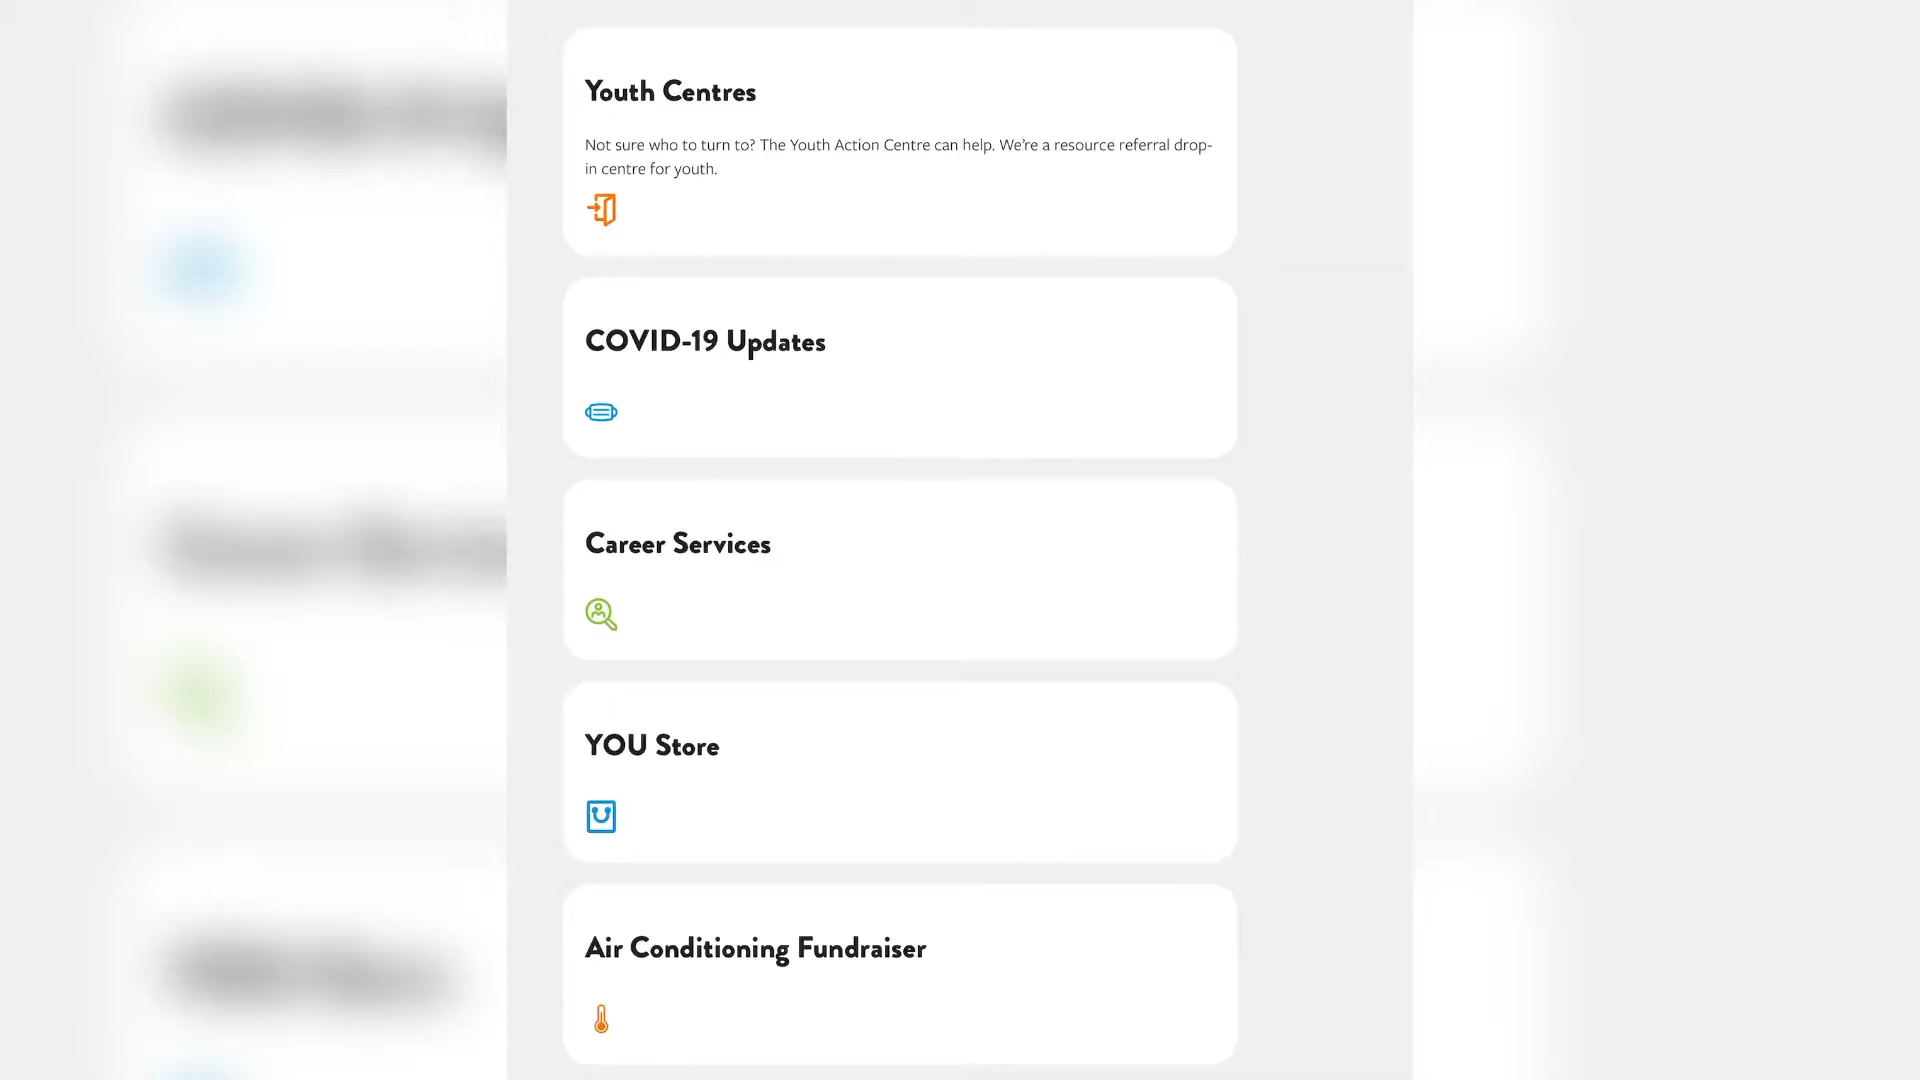 Youth Centres
Not sure who to turn to? The Youth Action Centre can help. We’re a resource referral drop-
in centre for youth.
COVID-19 Updates
Career Services
YOU Store
Air Conditioning Fundraiser